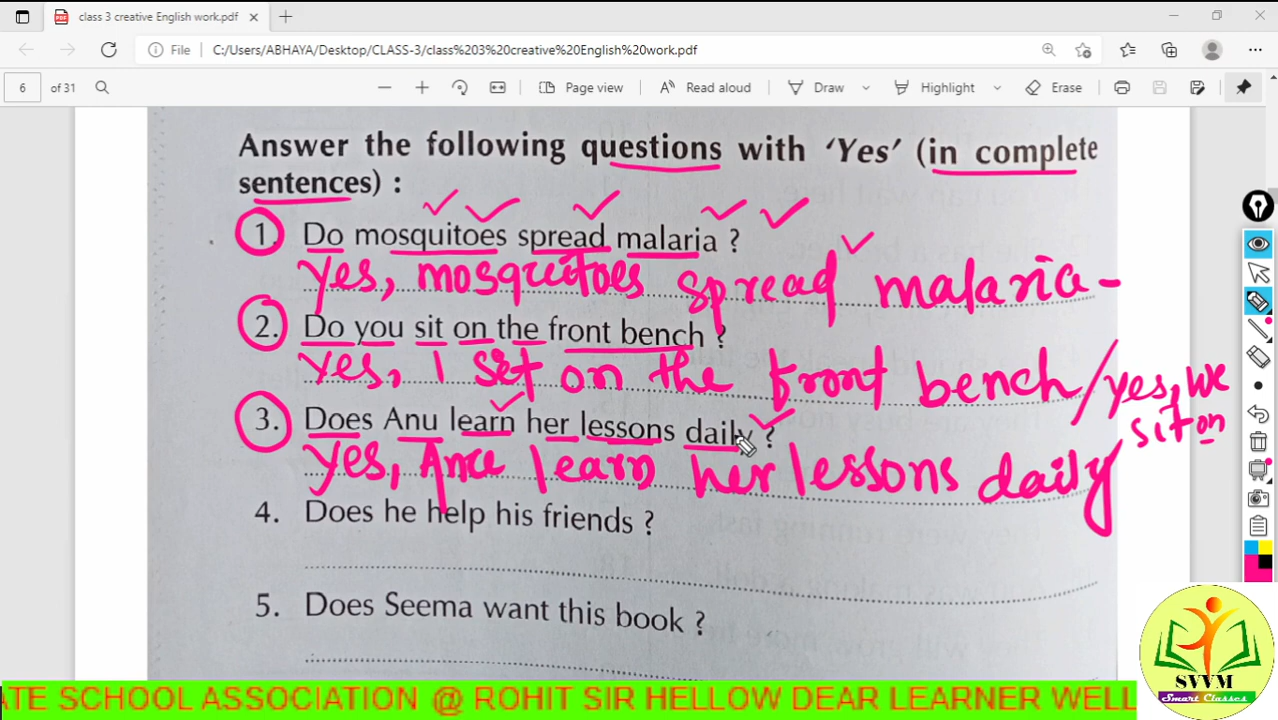 class 3 creative English work.pdf
File C:/Users/ABHAYA/Desktop/CLASS-3/class%203%20creative%20English%20work.pdf
6 of 31 Page view Read aloud Draw Highlight Erase
Answer the following questions with 'Yes' (in complete
sentences) :
1. Do mosquitoes spread malaria ?
Yes, mosquitoes spread malaria-
2. Do you sit on the front bench ?
Yes, I set on the front bench/yes, we
sit on
3. Does Anu learn her lessons daily ?
Yes, learn her lessons daily
4. Does he help his friends ?
5. Does Seema want this book ?
SVVM
Smart Classes
ATE SCHOOL ASSOCIATION @ ROHIT SIR HELLOW DEAR LEARNER WELL